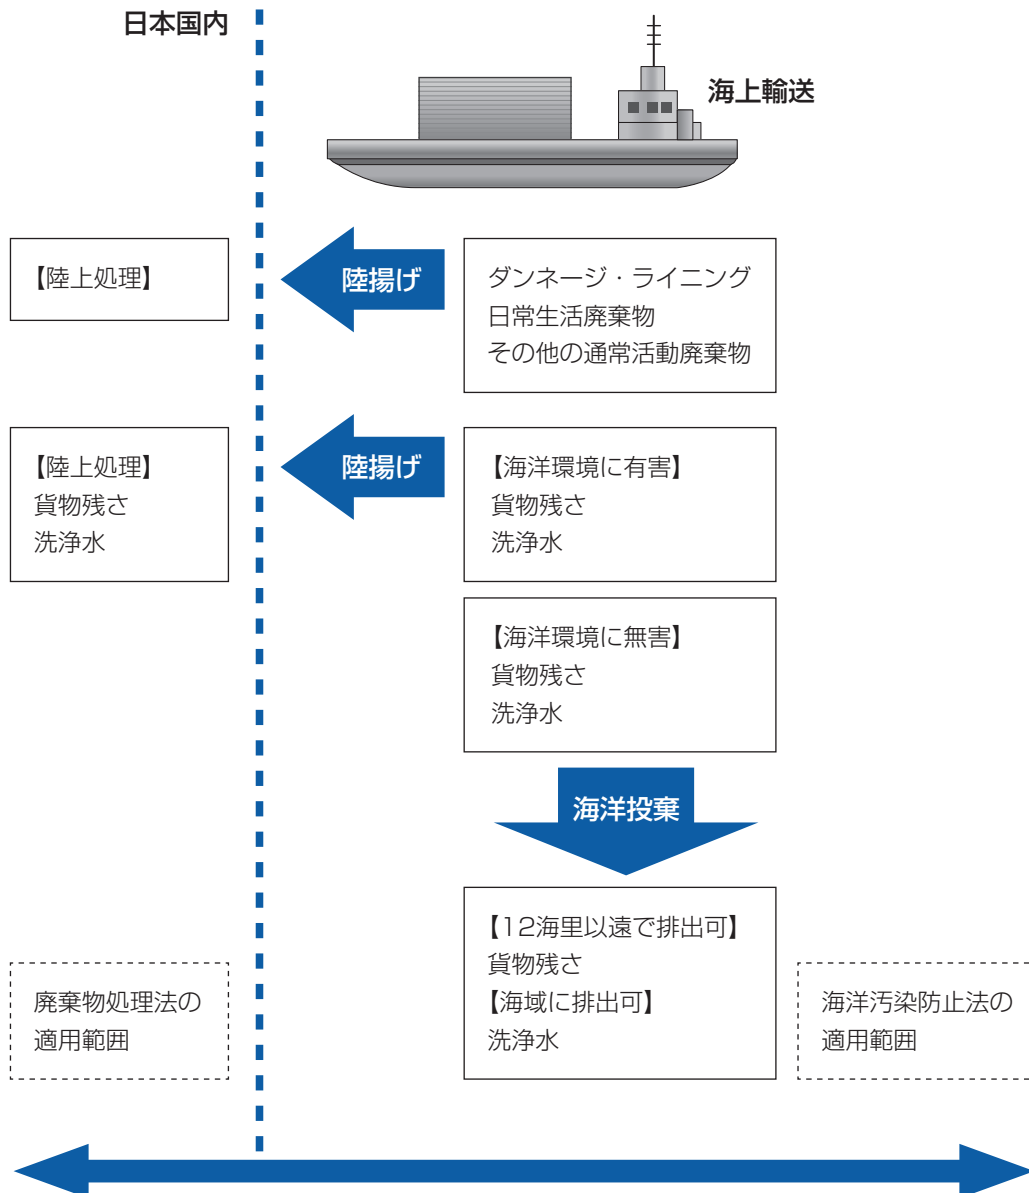 日本国内
海上輸送
【陸上処理】
陸揚げ
ダンネージ・ライニング
日常生活廃棄物
その他の通常活動廃棄物
【陸上処理】
貨物残さ
洗浄水
陸揚げ
【海洋環境に有害】
貨物残さ
洗浄水
【海洋環境に無害】
貨物残さ
洗浄水
海洋投棄
【12海里以遠で排出可】
貨物残さ
【海域に排出可】
洗浄水
廃棄物処理法の
適用範囲
海洋汚染防止法の
適用範囲